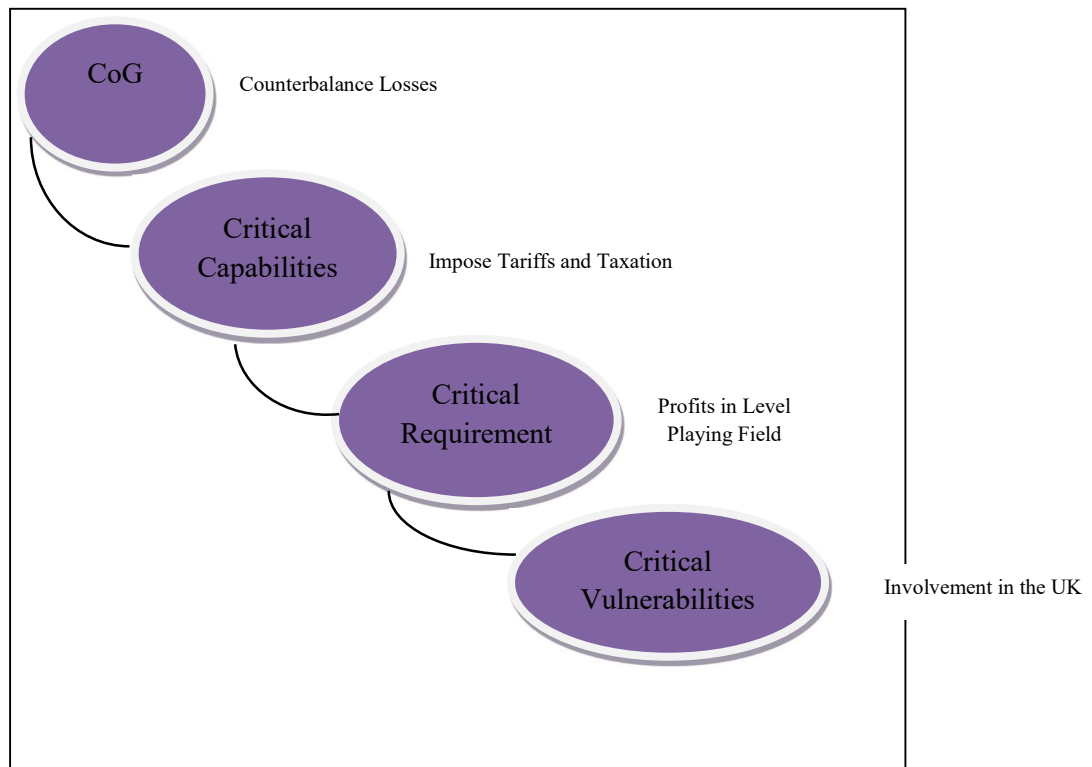 CoG
Counterbalance Losses
Critical
Capabilities
Impose Tariffs and Taxation
Critical
Requirement
Profits in Level
Playing Field
Critical
Vulnerabilities
Involvement in the UK